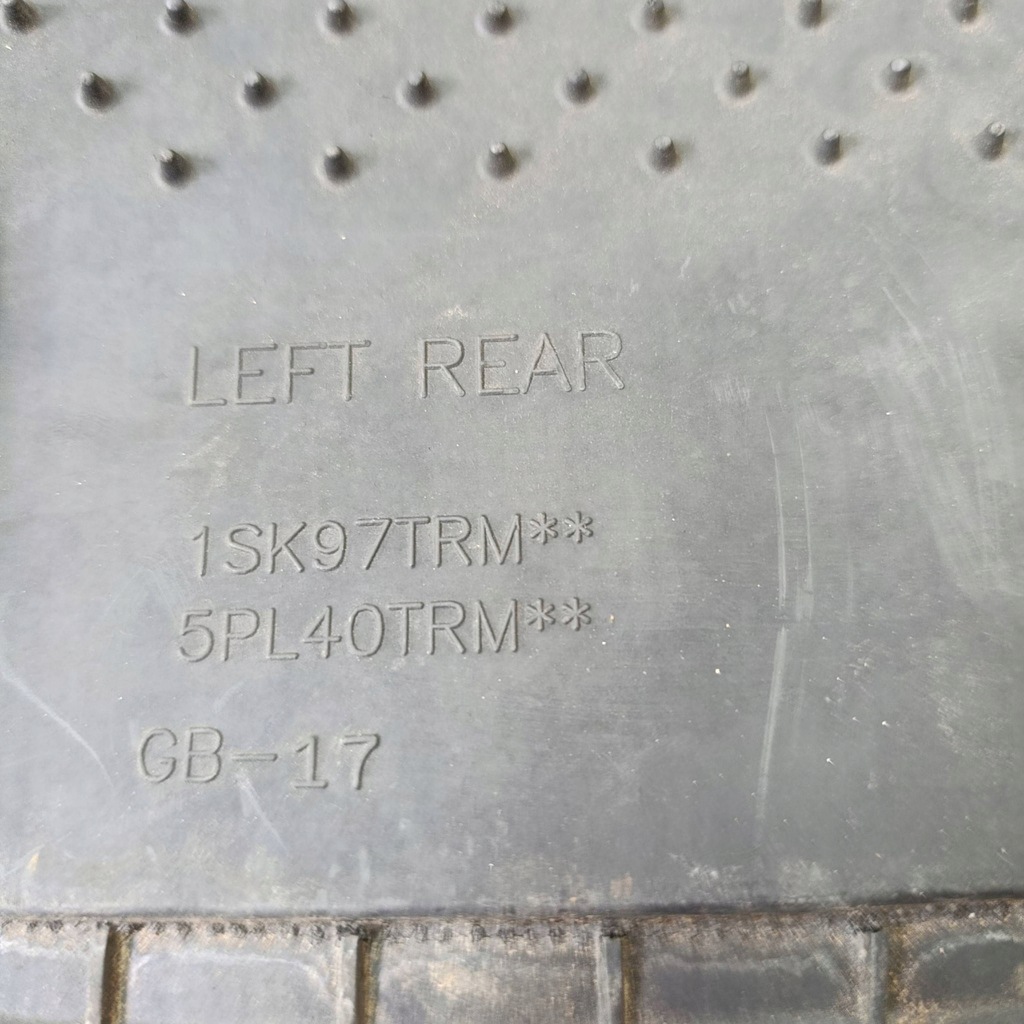 LEFT REAR
1SK97TRM**
5PL40TRM**
GB-17